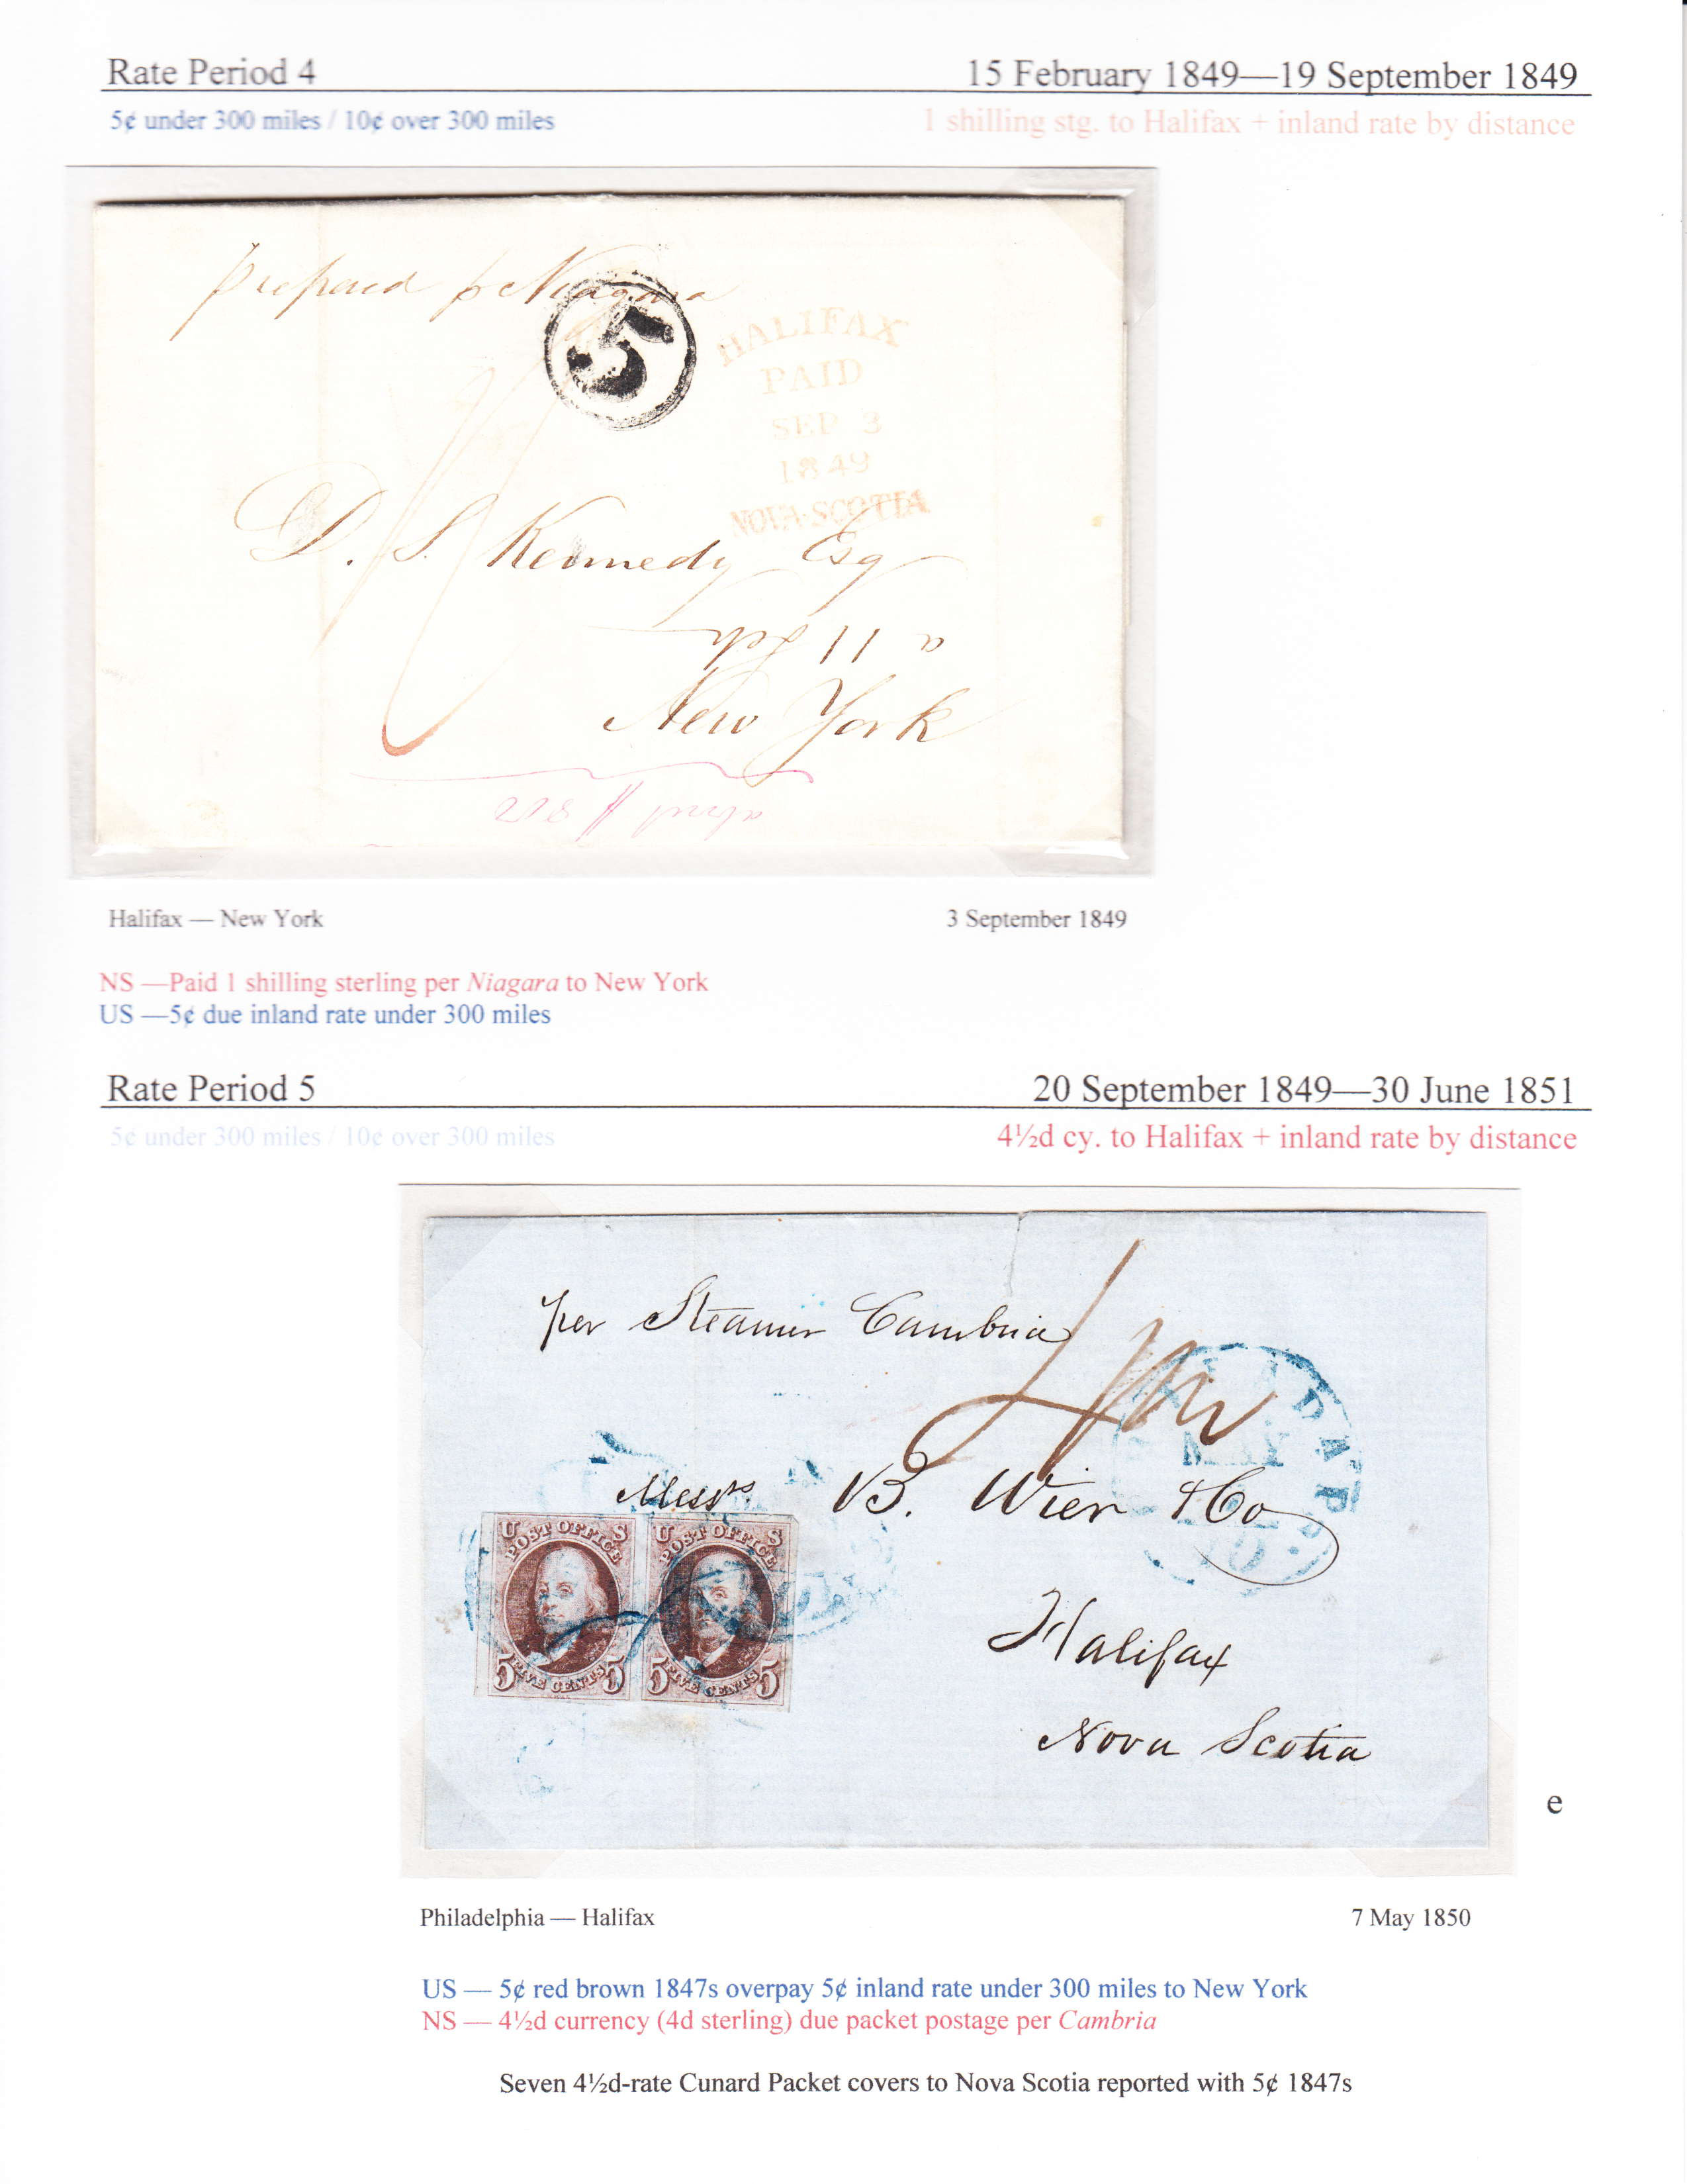 Rate Period 4 15 February 1849—19 September 1849
5¢ under 300 miles / 10¢ over 300 miles 1 shilling stg. to Halifax + inland rate by distance
prepaid p Niagara
5
HALIFAX
PAID
SEP 3
1849
NOVA-SCOTIA
D. S. Kennedy Esq
New York
Halifax — New York 3 September 1849
NS —Paid 1 shilling sterling per Niagara to New York
US —5¢ due inland rate under 300 miles
Rate Period 5 20 September 1849—30 June 1851
5¢ under 300 miles / 10¢ over 300 miles 4½d cy. to Halifax + inland rate by distance
per Steamer Cambria
MAY
Messrs. B. Wier & Co
U S
POST OFFICE
5 FIVE CENTS 5
U S
POST OFFICE
5 FIVE CENTS 5
Halifax
Nova Scotia
e
Philadelphia — Halifax 7 May 1850
US — 5¢ red brown 1847s overpay 5¢ inland rate under 300 miles to New York
NS — 4½d currency (4d sterling) due packet postage per Cambria
Seven 4½d-rate Cunard Packet covers to Nova Scotia reported with 5¢ 1847s